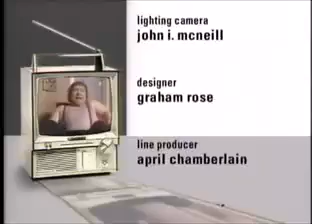 lighting camera
john i. mcneill
designer
graham rose
line producer
april chamberlain